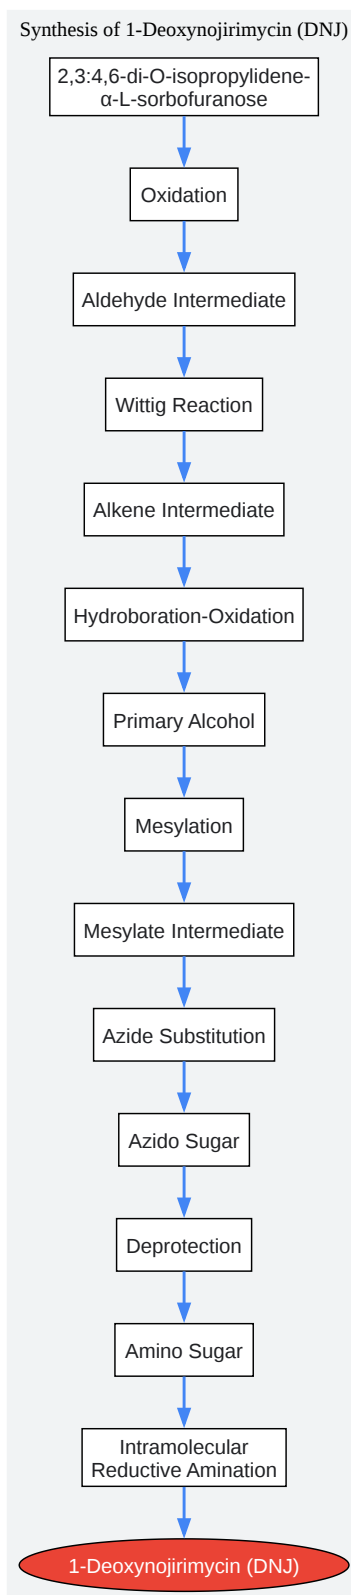 Synthesis of 1-Deoxynojirimycin (DNJ)
2,3:4,6-di-O-isopropylidene-
α-L-sorbofuranose
Oxidation
Aldehyde Intermediate
Wittig Reaction
Alkene Intermediate
Hydroboration-Oxidation
Primary Alcohol
Mesylation
Mesylate Intermediate
Azide Substitution
Azido Sugar
Deprotection
Amino Sugar
Intramolecular
Reductive Amination
1-Deoxynojirimycin (DNJ)